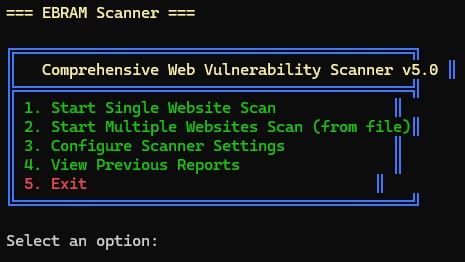 === EBRAM Scanner ===
Comprehensive Web Vulnerability Scanner v5.0
1. Start Single Website Scan
2. Start Multiple Websites Scan (from file)
3. Configure Scanner Settings
4. View Previous Reports
5. Exit
Select an option: